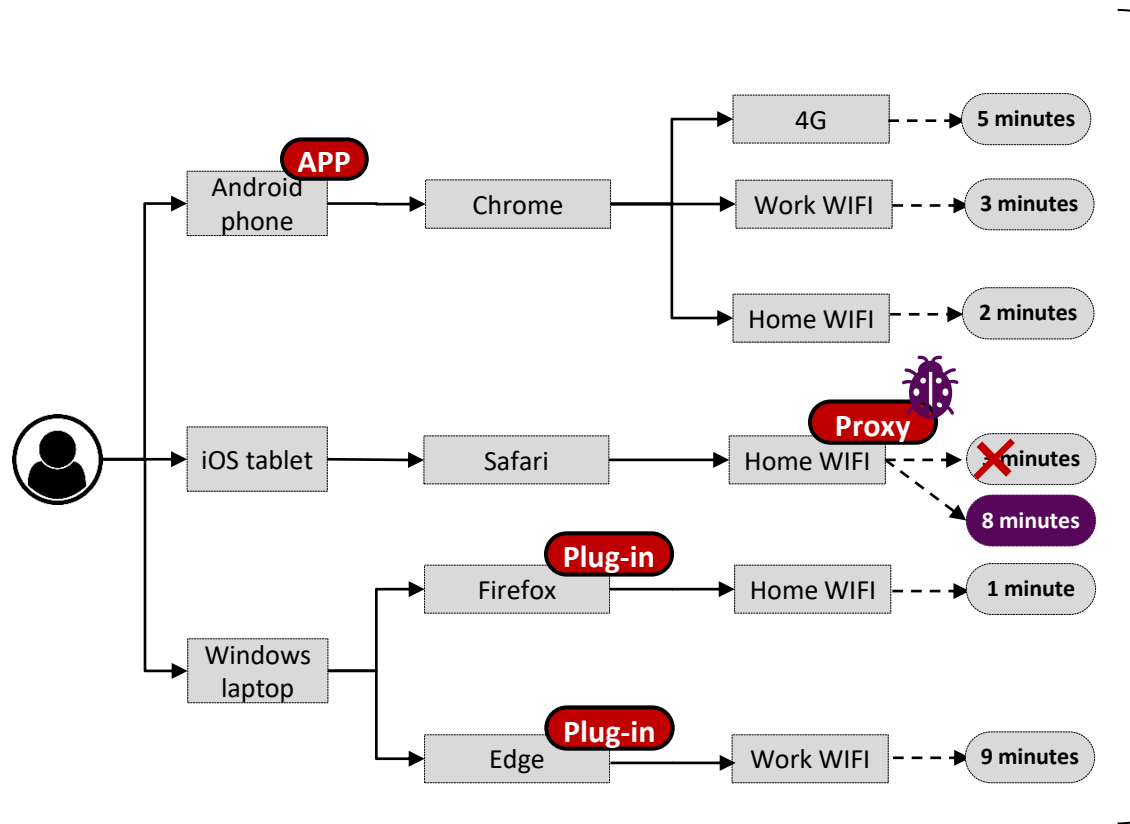 4G
5 minutes
APP
Android
phone
Chrome
Work WIFI
3 minutes
Home WIFI
2 minutes
Proxy
iOS tablet
Safari
Home WIFI
minutes
8 minutes
Plug-in
Firefox
Home WIFI
1 minute
Windows
laptop
Plug-in
Edge
Work WIFI
9 minutes